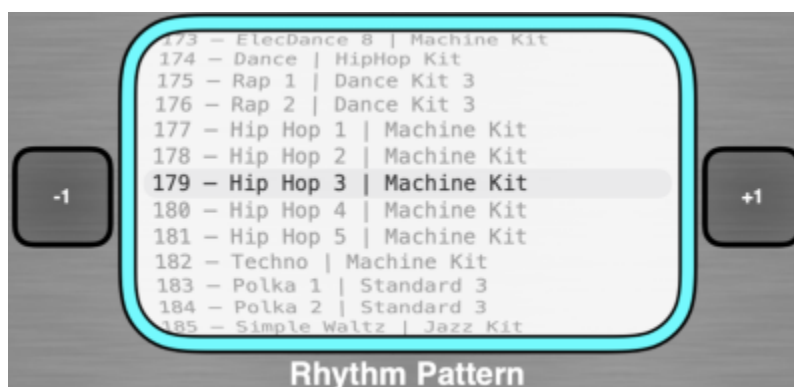 173 – ElecDance 8 | Machine Kit
174 – Dance | HipHop Kit
175 – Rap 1 | Dance Kit 3
176 – Rap 2 | Dance Kit 3
177 – Hip Hop 1 | Machine Kit
178 – Hip Hop 2 | Machine Kit
-1
179 – Hip Hop 3 | Machine Kit
+1
180 – Hip Hop 4 | Machine Kit
181 – Hip Hop 5 | Machine Kit
182 – Techno | Machine Kit
183 – Polka 1 | Standard 3
184 – Polka 2 | Standard 3
185 – Simple Waltz | Jazz Kit
Rhythm Pattern